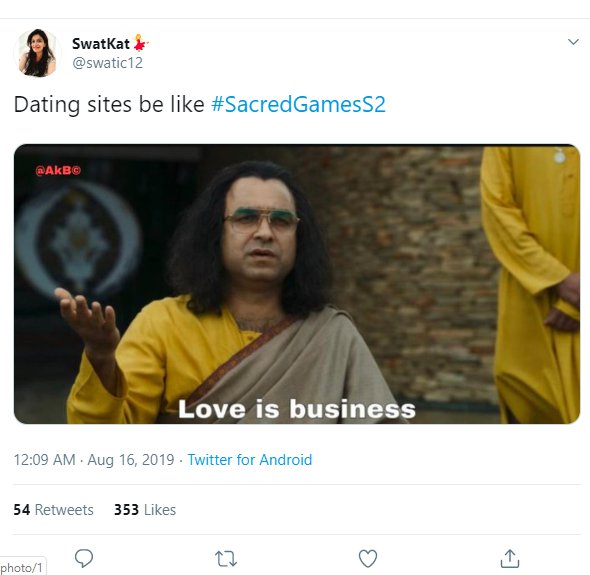 SwatKat💃
@swatic12
Dating sites be like #SacredGamesS2
@AkB©
Love is business
12:09 AM · Aug 16, 2019 · Twitter for Android
54 Retweets 353 Likes
photo/1